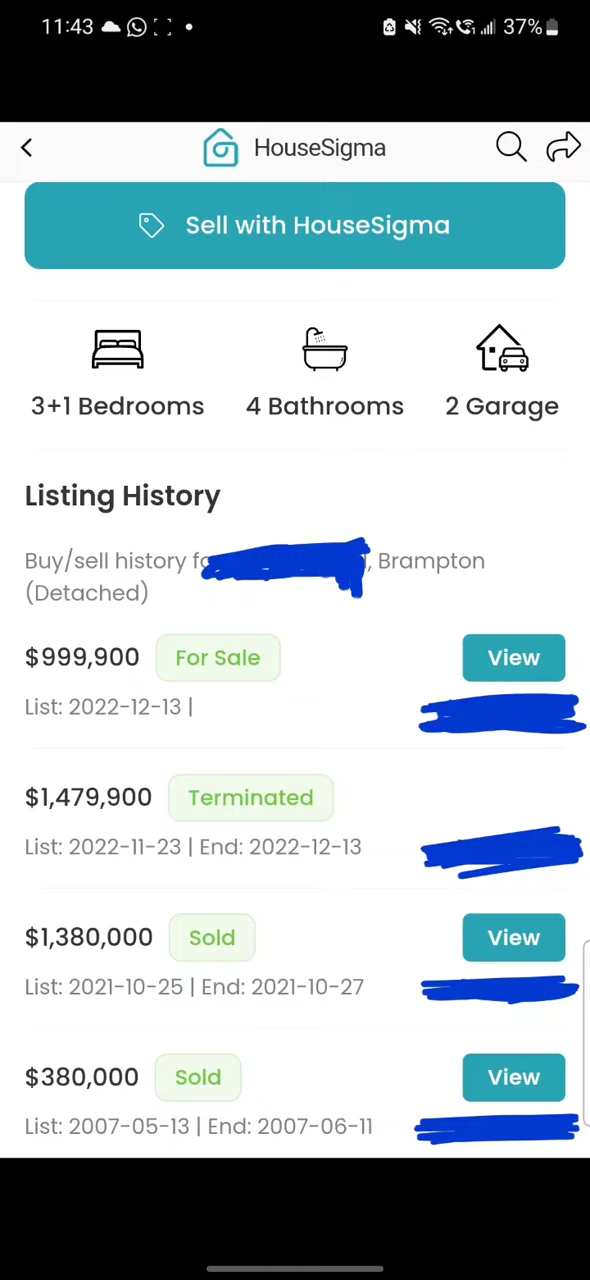 11:43 37%
HouseSigma
Sell with HouseSigma
3+1 Bedrooms 4 Bathrooms 2 Garage
Listing History
Buy/sell history , Brampton
(Detached)
$999,900 For Sale View
List: 2022-12-13 |
$1,479,900 Terminated
List: 2022-11-23 | End: 2022-12-13
$1,380,000 Sold View
List: 2021-10-25 | End: 2021-10-27
$380,000 Sold View
List: 2007-05-13 | End: 2007-06-11